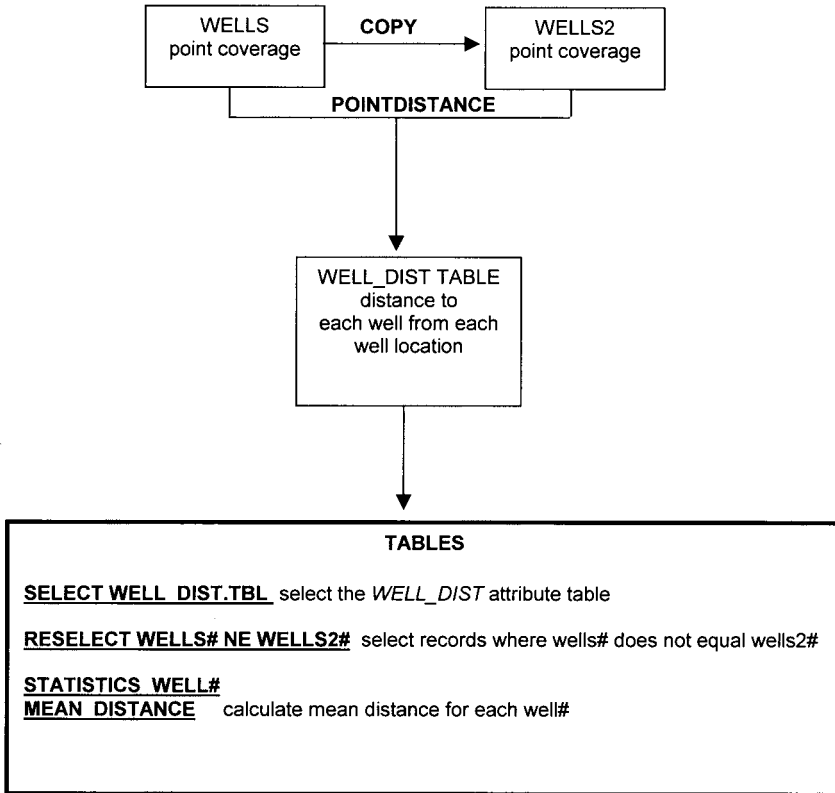 WELLS
point coverage
COPY
WELLS2
point coverage
POINTDISTANCE
WELL_DIST TABLE
distance to
each well from each
well location
TABLES
SELECT WELL_DIST.TBL select the WELL_DIST attribute table
RESELECT WELLS# NE WELLS2# select records where wells# does not equal wells2#
STATISTICS WELL#
MEAN DISTANCE calculate mean distance for each well#